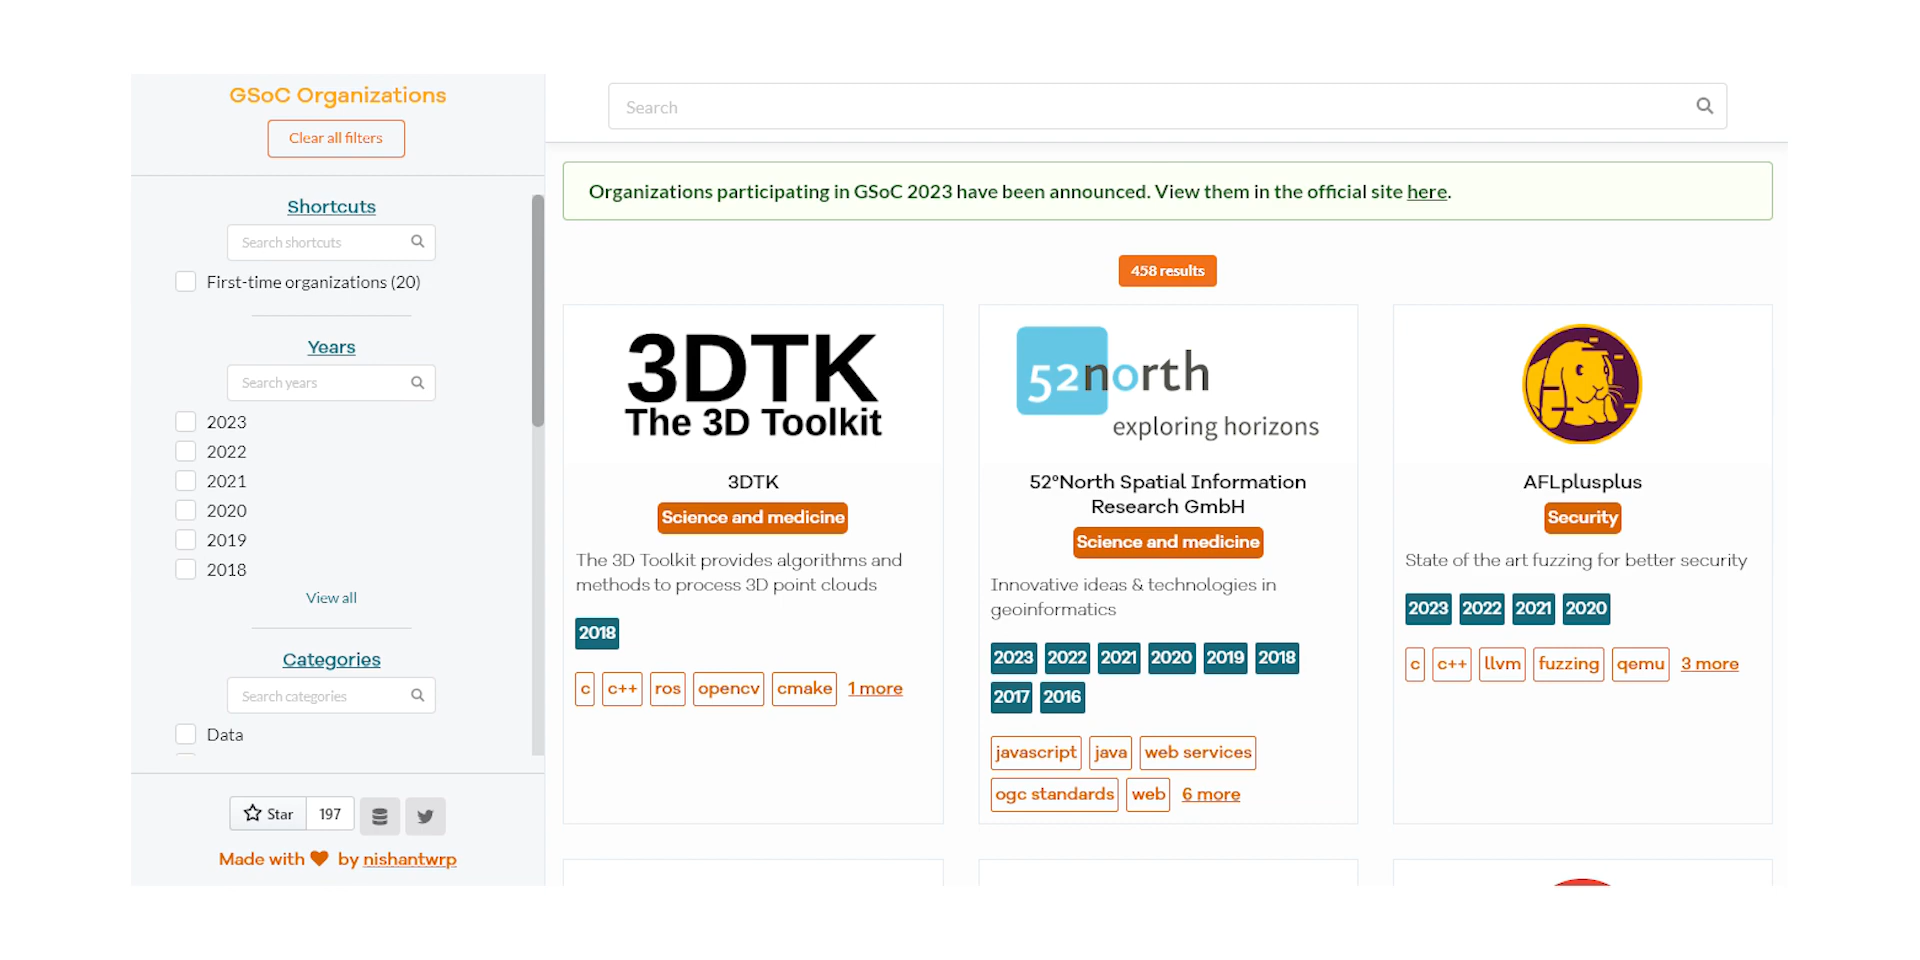 GSoC Organizations
Clear all filters
Shortcuts
Search shortcuts
First-time organizations (20)
Years
Search years
2023
2022
2021
2020
2019
2018
View all
Categories
Search categories
Data
Star 197
Made with by nishantwrp
Search
Organizations participating in GSoC 2023 have been announced. View them in the official site here.
458 results
3DTK
The 3D Toolkit
3DTK
Science and medicine
The 3D Toolkit provides algorithms and
methods to process 3D point clouds
2018
c c++ ros opencv cmake 1 more
52north
exploring horizons
52°North Spatial Information
Research GmbH
Science and medicine
Innovative ideas & technologies in
geoinformatics
2023 2022 2021 2020 2019 2018
2017 2016
javascript java web services
ogc standards web 6 more
AFLplusplus
Security
State of the art fuzzing for better security
2023 2022 2021 2020
c c++ llvm fuzzing qemu 3 more